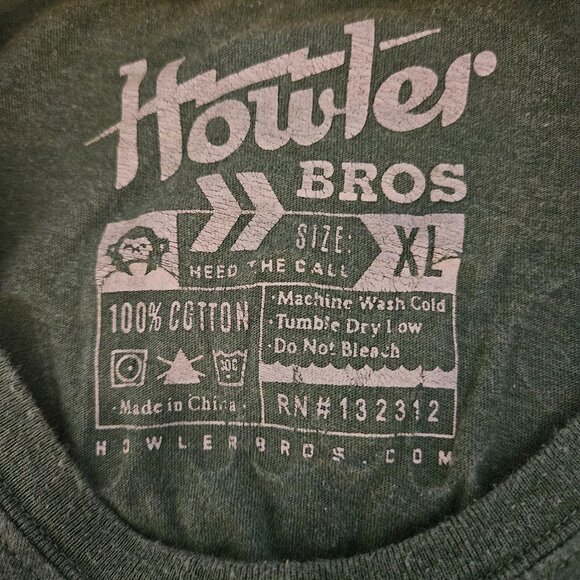 Howler
BROS
SIZE: XL
HEED THE CALL
100% COTTON
·Machine Wash Cold
·Tumble Dry Low
·Do Not Bleach
30C
·Made in China·
RN#132312
HOWLERBROS.COM